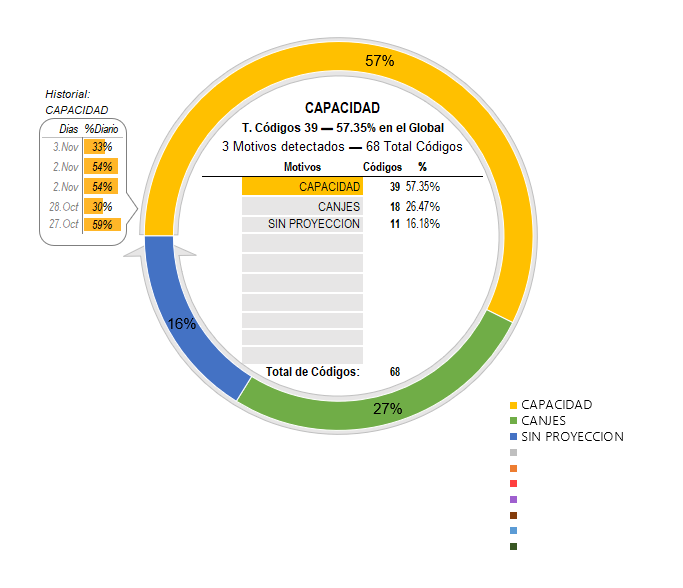 57%
Historial:
CAPACIDAD
Dias %Diario
3.Nov 33%
2.Nov 54%
2.Nov 54%
28.Oct 30%
27.Oct 59%
CAPACIDAD
T. Códigos 39 — 57.35% en el Global
3 Motivos detectados — 68 Total Códigos
Motivos Códigos %
CAPACIDAD 39 57.35%
CANJES 18 26.47%
SIN PROYECCION 11 16.18%
Total de Códigos: 68
16%
27%
CAPACIDAD
CANJES
SIN PROYECCION